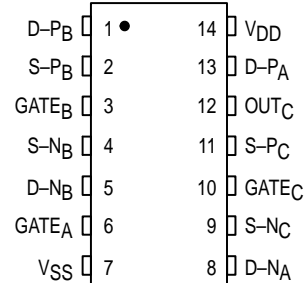 D–PB 1 14 VDD
S–PB 2 13 D–PA
GATEB 3 12 OUTC
S–NB 4 11 S–PC
D–NB 5 10 GATEC
GATEA 6 9 S–NC
VSS 7 8 D–NA